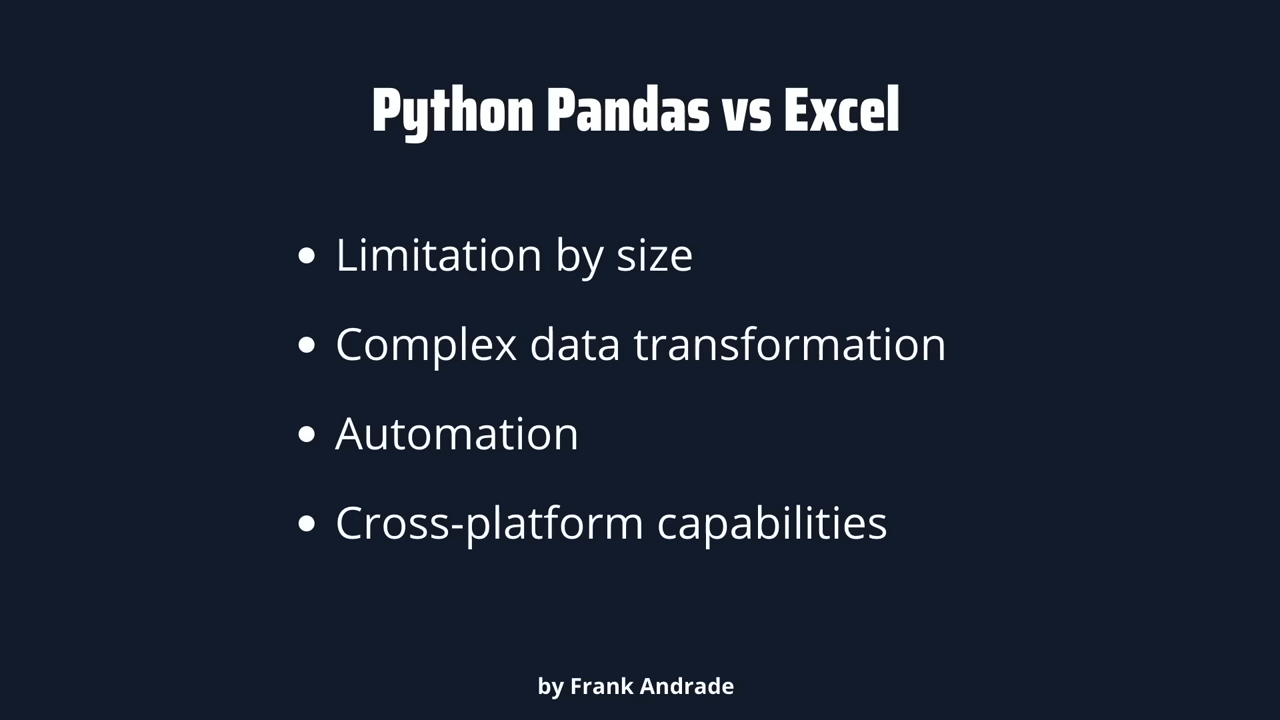 Python Pandas vs Excel
• Limitation by size
• Complex data transformation
• Automation
• Cross-platform capabilities
by Frank Andrade